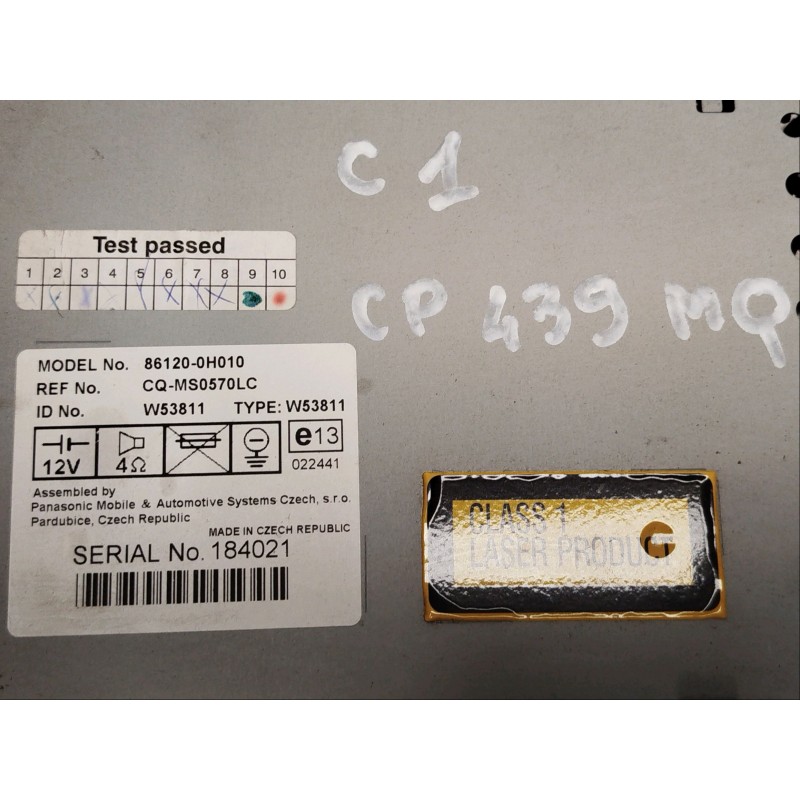 C 1
CP 439 MQ
Test passed
1 2 3 4 5 6 7 8 9 10
MODEL No. 86120-0H010
REF No. CQ-MS0570LC
ID No. W53811 TYPE: W53811
12V 4Ω e13
022441
Assembled by
Panasonic Mobile & Automotive Systems Czech, s.r.o.
Pardubice, Czech Republic
MADE IN CZECH REPUBLIC
SERIAL No. 184021
CLASS 1
LASER PRODUCT